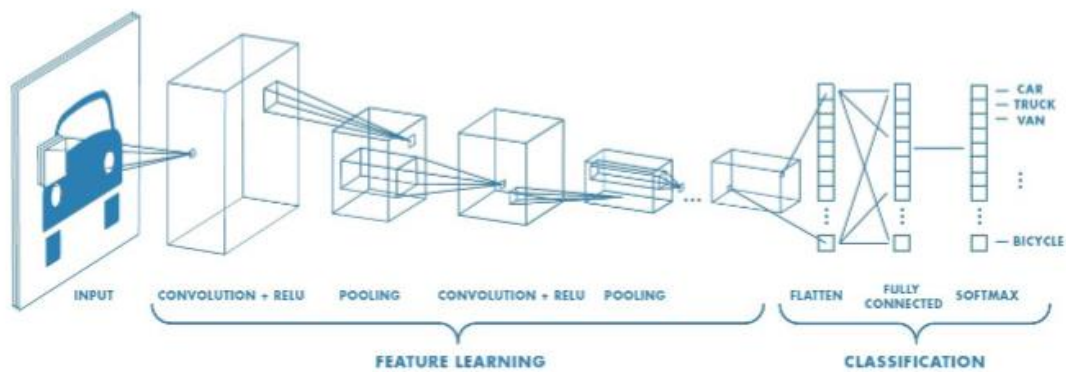 CAR
TRUCK
VAN
BICYCLE
INPUT
CONVOLUTION + RELU
POOLING
CONVOLUTION + RELU
POOLING
FLATTEN
FULLY
CONNECTED
SOFTMAX
FEATURE LEARNING
CLASSIFICATION